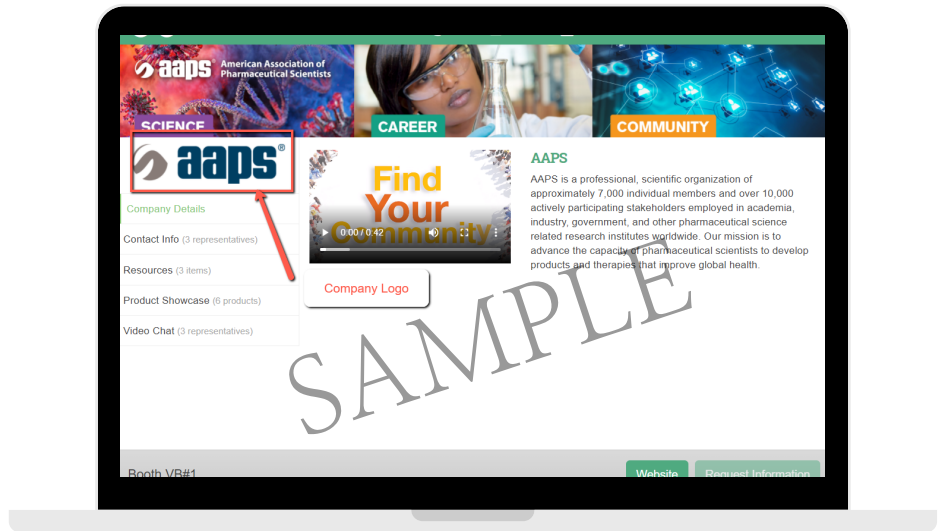 aaps® American Association of
Pharmaceutical Scientists
SCIENCE
CAREER
COMMUNITY
aaps®
Company Details
Contact Info (3 representatives)
Resources (3 items)
Product Showcase (6 products)
Video Chat (3 representatives)
Find
Your
Community
0:00 / 0:42
Company Logo
AAPS
AAPS is a professional, scientific organization of
approximately 7,000 individual members and over 10,000
actively participating stakeholders employed in academia,
industry, government, and other pharmaceutical science
related research institutes worldwide. Our mission is to
advance the capacity of pharmaceutical scientists to develop
products and therapies that improve global health.
SAMPLE
Booth VB#1
Website
Request Information